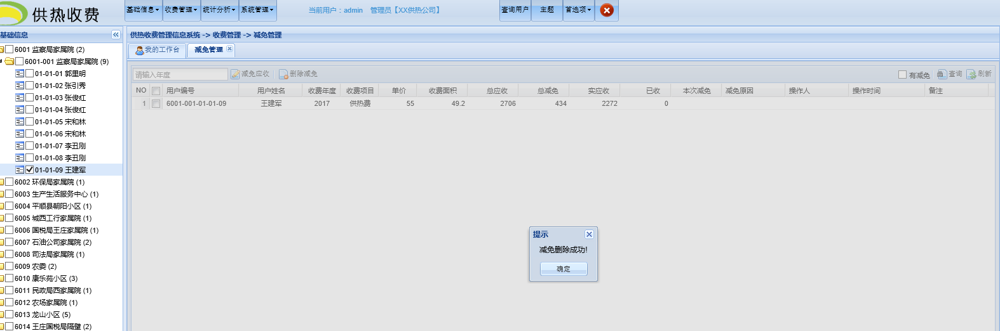 供热收费
基础信息 收费管理 统计分析 系统管理 当前用户：admin 管理员【XX供热公司】 查询用户 主题 首选项
基础信息
供热收费管理信息系统 -> 收费管理 -> 减免管理
我的工作台 减免管理
请输入年度 减免应收 删除减免 有减免 查询 刷新
NO 用户编号 用户姓名 收费年度 收费项目 单价 收费面积 总应收 总减免 实应收 已收 本次减免 减免原因 操作人 操作时间 备注
1 6001-001-01-01-09 王建军 2017 供热费 55 49.2 2706 434 2272 0
6001 监察局家属院 (2)
6001-001 监察局家属院 (9)
01-01-01 郭里明
01-01-02 张引秀
01-01-03 张俊红
01-01-04 张俊红
01-01-05 宋和林
01-01-06 宋和林
01-01-07 李丑刚
01-01-08 李丑刚
01-01-09 王建军
6002 环保局家属院 (1)
6003 生产生活服务中心 (1)
6004 平顺县朝阳小区 (1)
6005 城西工行家属院 (1)
6006 国税局王庄家属院 (1)
6007 石油公司家属院 (2)
6008 司法局家属院 (1)
6009 农委 (2)
6010 康乐苑小区 (3)
6011 民政局西家属院 (1)
6012 农场家属院 (1)
6013 龙山小区 (5)
6014 王庄国税局隔壁 (2)
提示
减免删除成功!
确定